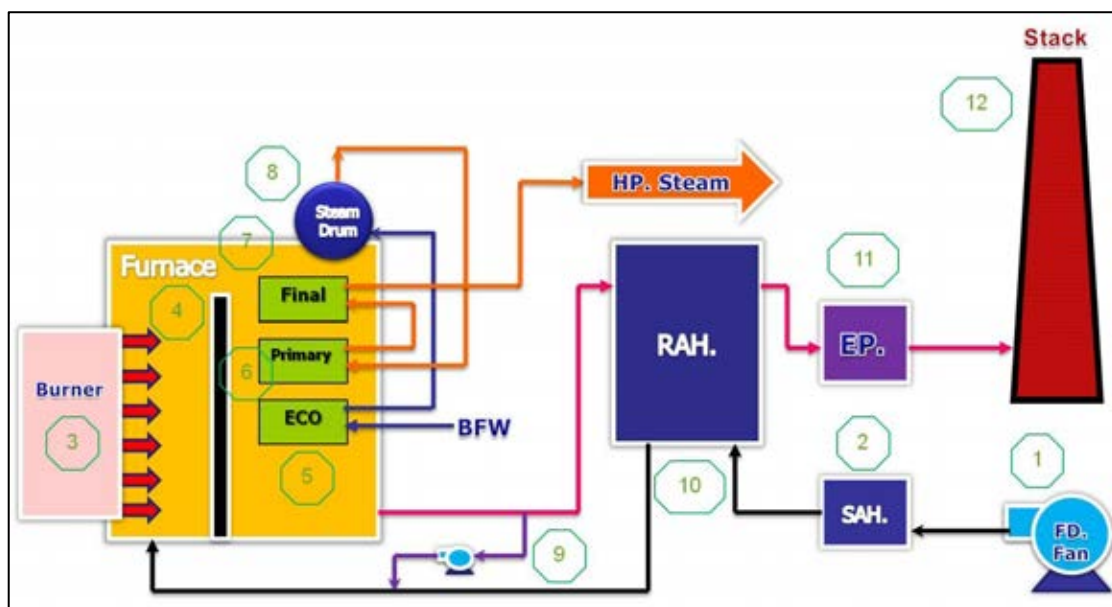 Stack
12
8
HP. Steam
Steam
Drum
7
Furnace
11
Final
4
RAH.
EP.
Primary
6
Burner
ECO
BFW
3
2
1
5
10
SAH.
FD.
Fan
9